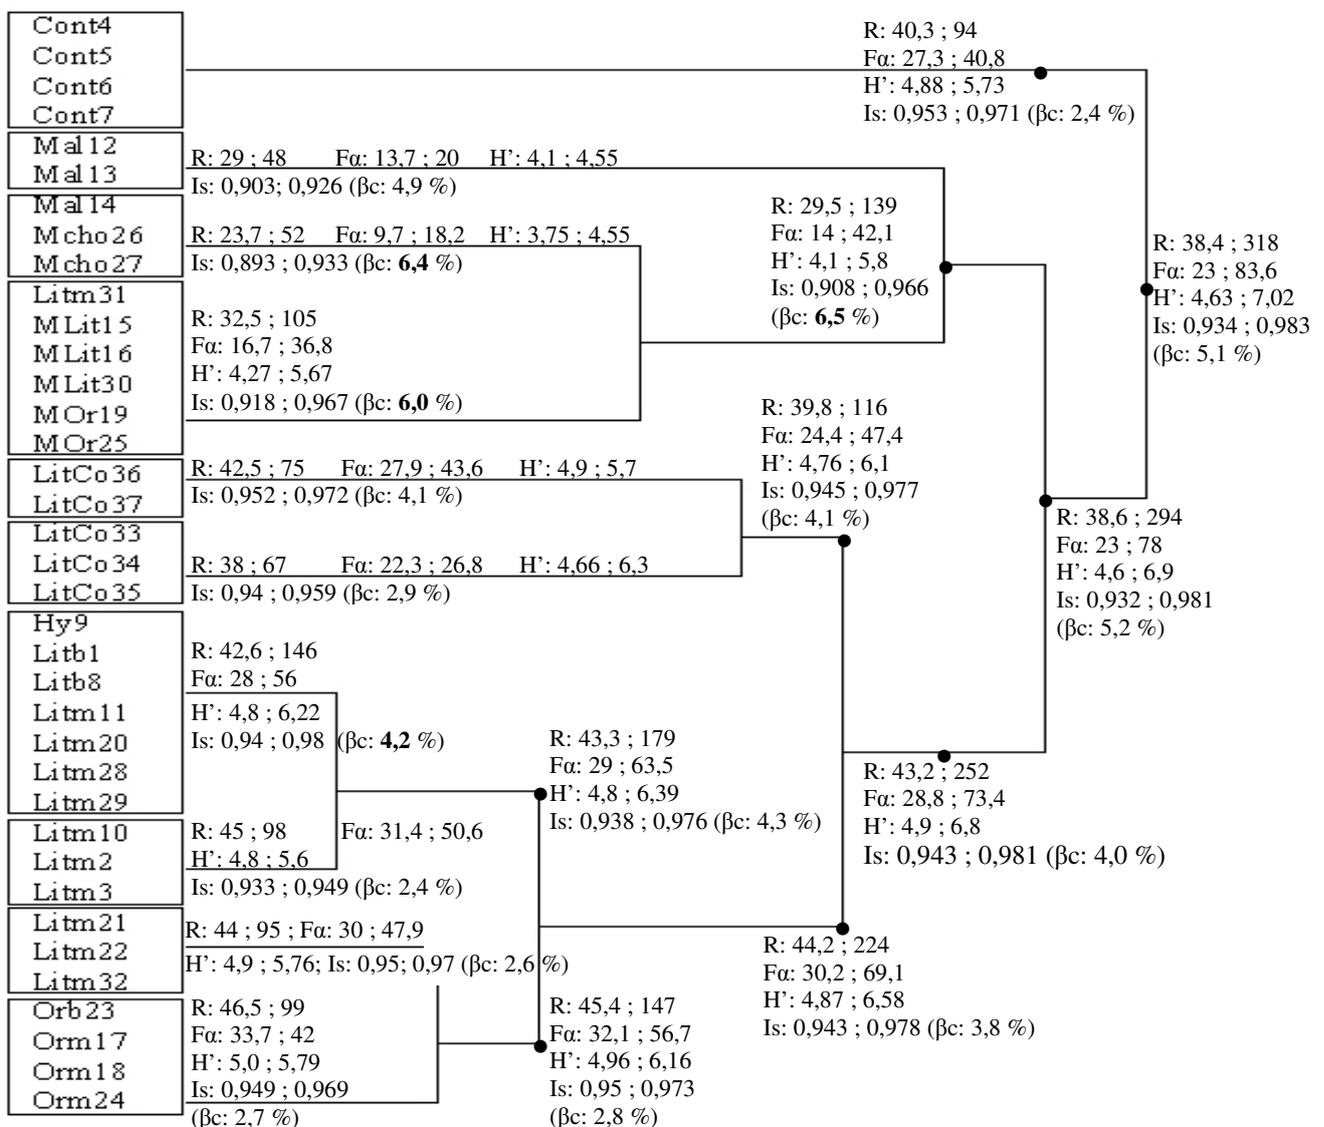 Cont4
Cont5
Cont6
Cont7
R: 40,3 ; 94
Fα: 27,3 ; 40,8
H’: 4,88 ; 5,73
Is: 0,953 ; 0,971 (βc: 2,4 %)
Mal12
Mal13
R: 29 ; 48 Fα: 13,7 ; 20 H’: 4,1 ; 4,55
Is: 0,903; 0,926 (βc: 4,9 %)
Mal14
Mcho26
Mcho27
R: 23,7 ; 52 Fα: 9,7 ; 18,2 H’: 3,75 ; 4,55
Is: 0,893 ; 0,933 (βc: 6,4 %)
R: 29,5 ; 139
Fα: 14 ; 42,1
H’: 4,1 ; 5,8
Is: 0,908 ; 0,966
(βc: 6,5 %)
R: 38,4 ; 318
Fα: 23 ; 83,6
H’: 4,63 ; 7,02
Is: 0,934 ; 0,983
(βc: 5,1 %)
Litm31
MLit15
MLit16
MLit30
MOr19
MOr25
R: 32,5 ; 105
Fα: 16,7 ; 36,8
H’: 4,27 ; 5,67
Is: 0,918 ; 0,967 (βc: 6,0 %)
R: 39,8 ; 116
Fα: 24,4 ; 47,4
H’: 4,76 ; 6,1
Is: 0,945 ; 0,977
(βc: 4,1 %)
LitCo36
LitCo37
R: 42,5 ; 75 Fα: 27,9 ; 43,6 H’: 4,9 ; 5,7
Is: 0,952 ; 0,972 (βc: 4,1 %)
LitCo33
LitCo34
LitCo35
R: 38 ; 67 Fα: 22,3 ; 26,8 H’: 4,66 ; 6,3
Is: 0,94 ; 0,959 (βc: 2,9 %)
R: 38,6 ; 294
Fα: 23 ; 78
H’: 4,6 ; 6,9
Is: 0,932 ; 0,981
(βc: 5,2 %)
Hy9
Litb1
Litb8
Litm11
Litm20
Litm28
Litm29
R: 42,6 ; 146
Fα: 28 ; 56
H’: 4,8 ; 6,22
Is: 0,94 ; 0,98 (βc: 4,2 %)
R: 43,3 ; 179
Fα: 29 ; 63,5
H’: 4,8 ; 6,39
Is: 0,938 ; 0,976 (βc: 4,3 %)
R: 43,2 ; 252
Fα: 28,8 ; 73,4
H’: 4,9 ; 6,8
Is: 0,943 ; 0,981 (βc: 4,0 %)
Litm10
Litm2
Litm3
R: 45 ; 98 Fα: 31,4 ; 50,6
H’: 4,8 ; 5,6
Is: 0,933 ; 0,949 (βc: 2,4 %)
Litm21
Litm22
Litm32
R: 44 ; 95 ; Fα: 30 ; 47,9
H’: 4,9 ; 5,76; Is: 0,95; 0,97 (βc: 2,6 %)
R: 44,2 ; 224
Fα: 30,2 ; 69,1
H’: 4,87 ; 6,58
Is: 0,943 ; 0,978 (βc: 3,8 %)
Orb23
Orm17
Orm18
Orm24
R: 46,5 ; 99
Fα: 33,7 ; 42
H’: 5,0 ; 5,79
Is: 0,949 ; 0,969
(βc: 2,7 %)
R: 45,4 ; 147
Fα: 32,1 ; 56,7
H’: 4,96 ; 6,16
Is: 0,95 ; 0,973
(βc: 2,8 %)